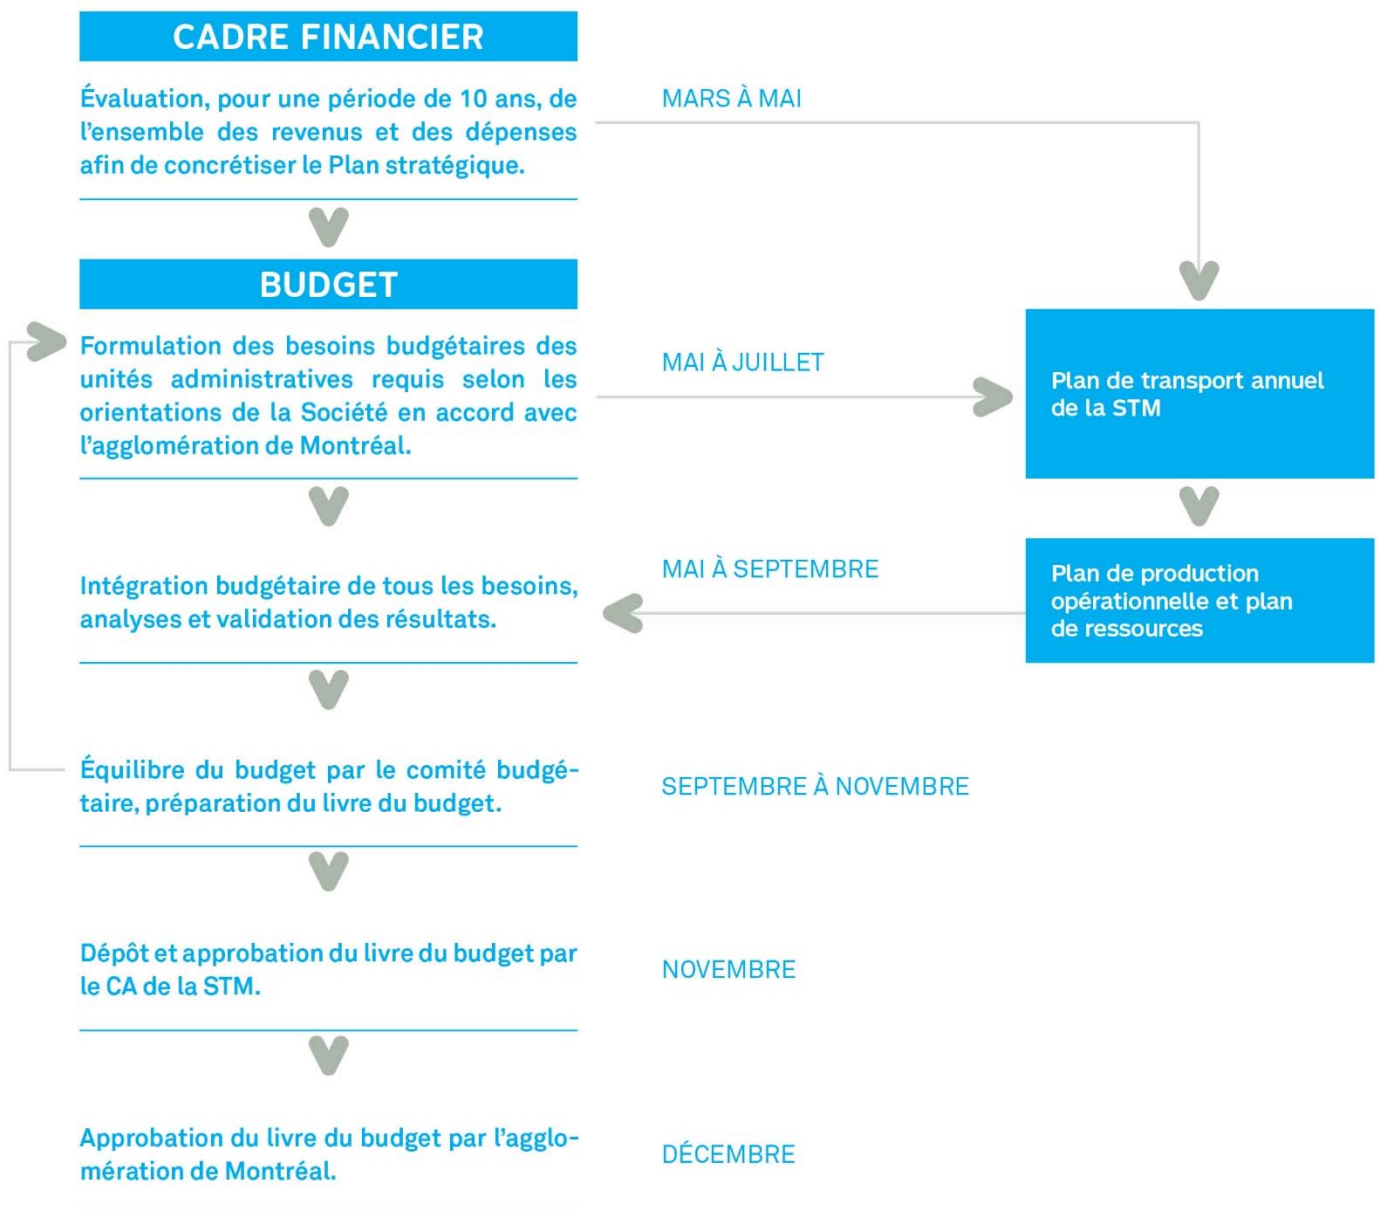 CADRE FINANCIER
Évaluation, pour une période de 10 ans, de
l'ensemble des revenus et des dépenses
afin de concrétiser le Plan stratégique.
MARS À MAI
BUDGET
Formulation des besoins budgétaires des
unités administratives requis selon les
orientations de la Société en accord avec
l'agglomération de Montréal.
MAI À JUILLET
Plan de transport annuel
de la STM
Intégration budgétaire de tous les besoins,
analyses et validation des résultats.
MAI À SEPTEMBRE
Plan de production
opérationnelle et plan
de ressources
Équilibre du budget par le comité budgé-
taire, préparation du livre du budget.
SEPTEMBRE À NOVEMBRE
Dépôt et approbation du livre du budget par
le CA de la STM.
NOVEMBRE
Approbation du livre du budget par l'agglo-
mération de Montréal.
DÉCEMBRE